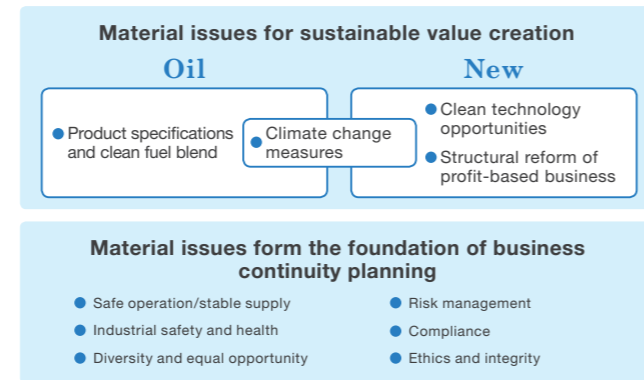 Material issues for sustainable value creation
Oil
New
● Product specifications
and clean fuel blend
● Climate change
measures
● Clean technology
opportunities
● Structural reform of
profit-based business
Material issues form the foundation of business
continuity planning
● Safe operation/stable supply
● Industrial safety and health
● Diversity and equal opportunity
● Risk management
● Compliance
● Ethics and integrity